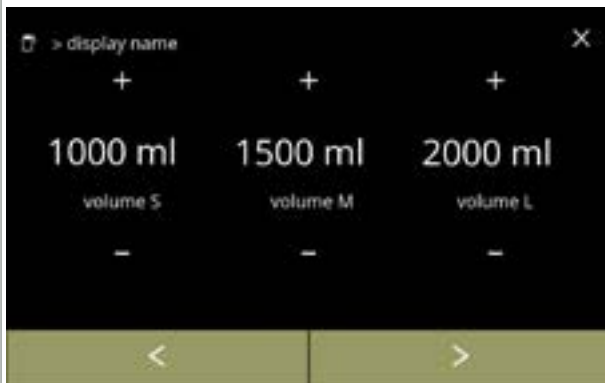 > display name
×
+ + +
1000 ml 1500 ml 2000 ml
volume S volume M volume L
− − −
< >